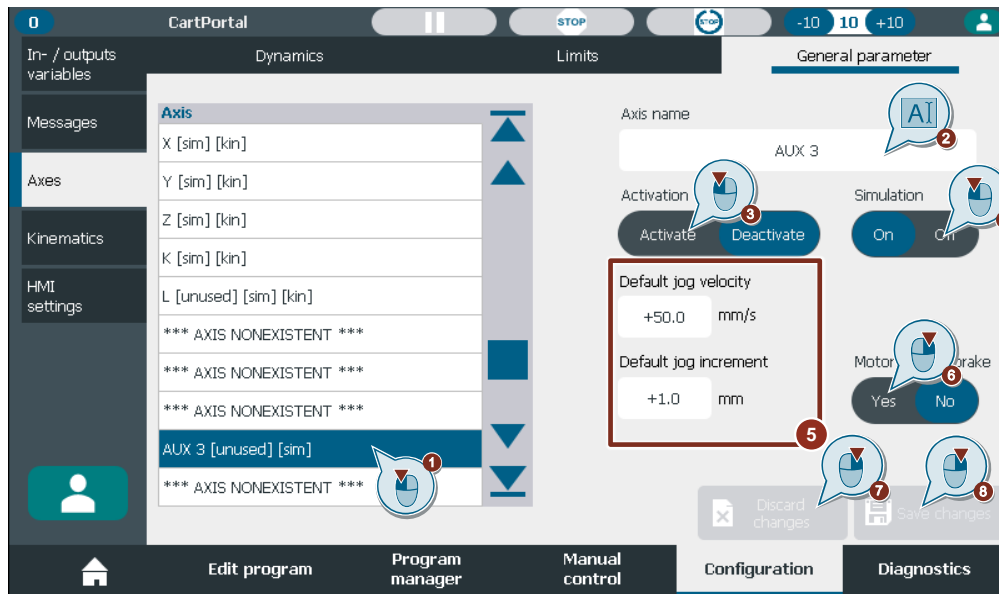 0
CartPortal
STOP
STOP
-10 10 +10
In- / outputs
variables
Dynamics
Limits
General parameter
Messages
Axes
Kinematics
HMI
settings
Axis
X [sim] [kin]
Y [sim] [kin]
Z [sim] [kin]
K [sim] [kin]
L [unused] [sim] [kin]
*** AXIS NONEXISTENT ***
*** AXIS NONEXISTENT ***
*** AXIS NONEXISTENT ***
AUX 3 [unused] [sim]
*** AXIS NONEXISTENT ***
1
Axis name
A
2
AUX 3
Activation
3
Activate
Deactivate
Simulation
On
Default jog velocity
+50.0 mm/s
Default jog increment
+1.0 mm
5
Motor
6
Yes
No
Discard
changes
7
Save changes
8
Edit program
Program
manager
Manual
control
Configuration
Diagnostics